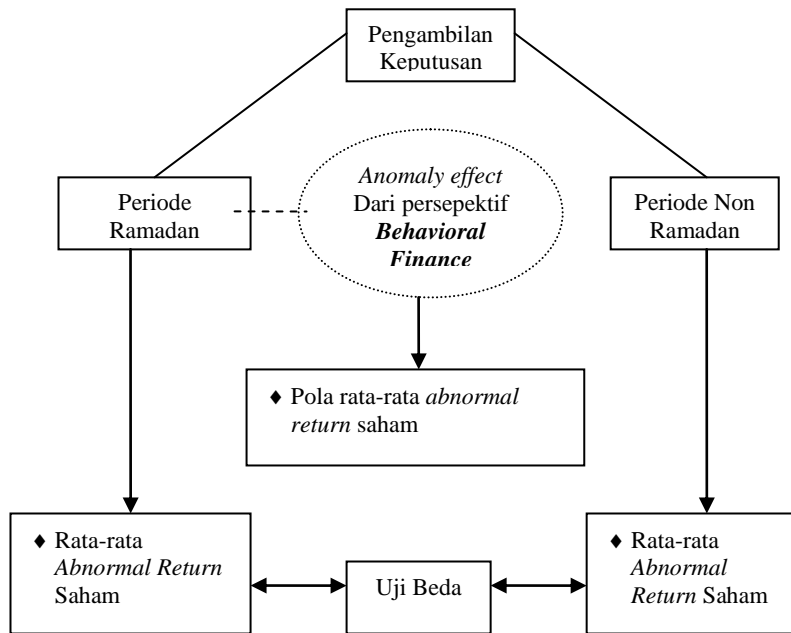 Pengambilan
Keputusan
Periode
Ramadan
Anomaly effect
Dari persepektif
Behavioral
Finance
Periode Non
Ramadan
♦ Pola rata-rata abnormal
return saham
♦ Rata-rata
Abnormal Return
Saham
Uji Beda
♦ Rata-rata
Abnormal
Return Saham